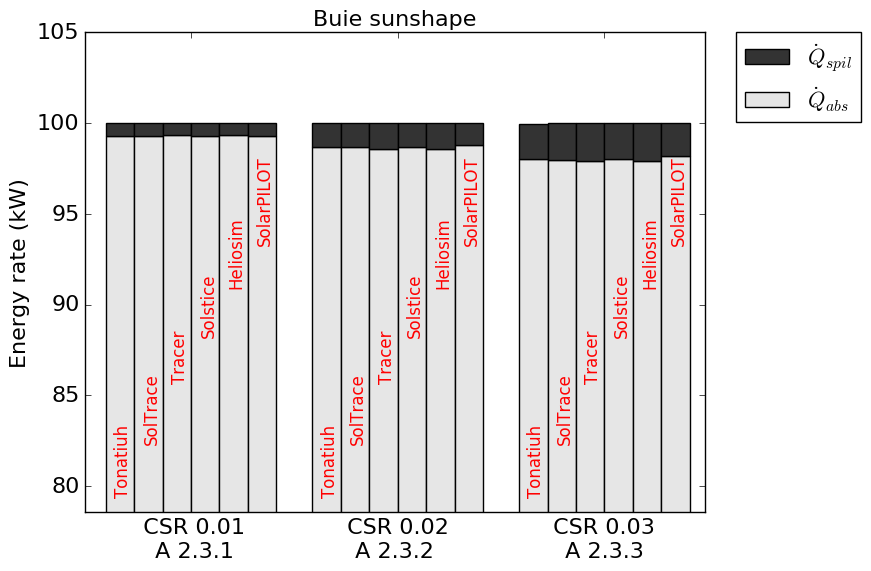 Buie sunshape
105
100
95
90
85
80
Energy rate (kW)
Tonatiuh
SolTrace
Tracer
Solstice
Heliosim
SolarPILOT
Tonatiuh
SolTrace
Tracer
Solstice
Heliosim
SolarPILOT
Tonatiuh
SolTrace
Tracer
Solstice
Heliosim
SolarPILOT
CSR 0.01
A 2.3.1
CSR 0.02
A 2.3.2
CSR 0.03
A 2.3.3
Q̇_spil
Q̇_abs